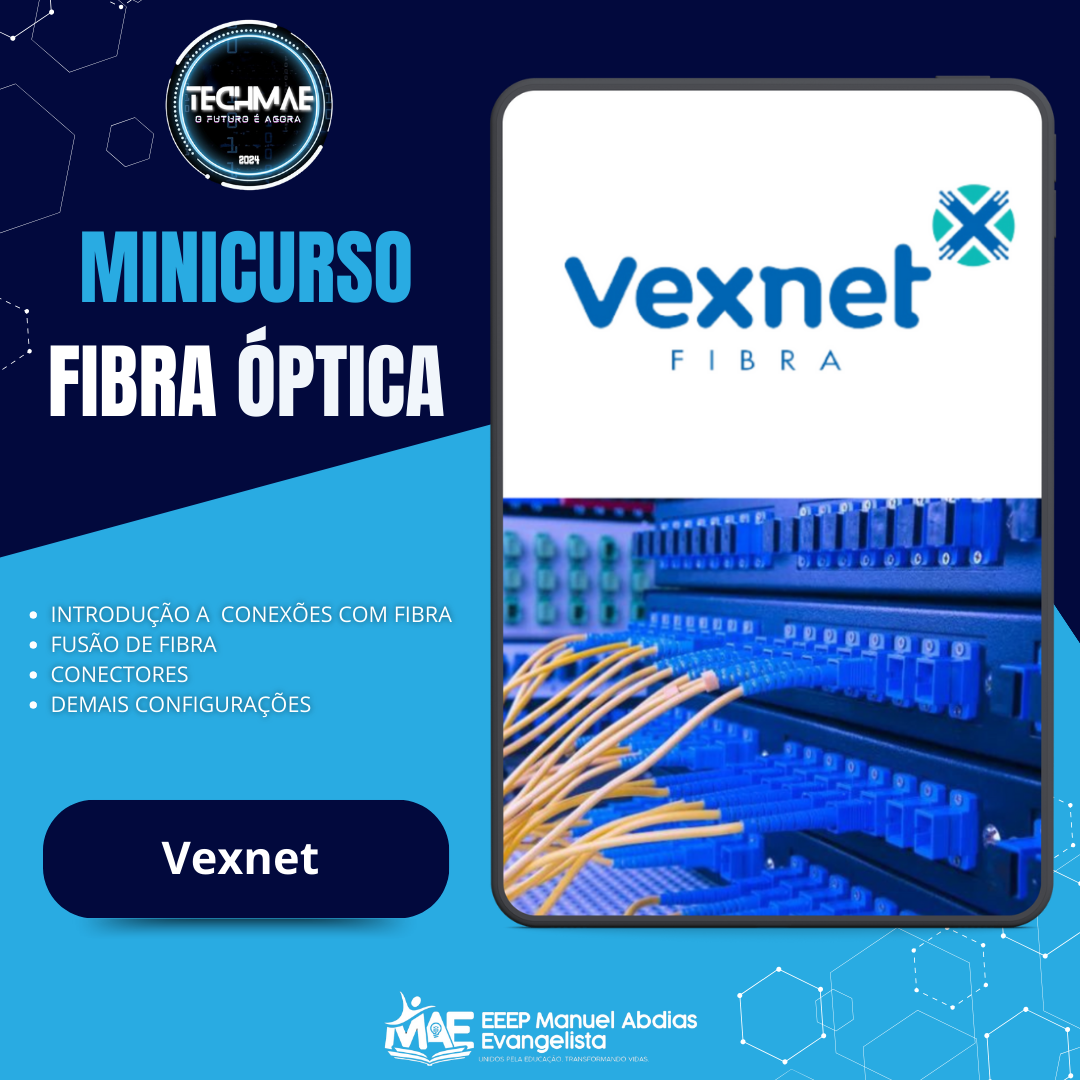 TECHMAE
O FUTURO É AGORA
2024
MINICURSO
FIBRA ÓPTICA
vexnet
FIBRA
• INTRODUÇÃO A CONEXÕES COM FIBRA
• FUSÃO DE FIBRA
• CONECTORES
• DEMAIS CONFIGURAÇÕES
Vexnet
MAE
EEEP Manuel Abdias
Evangelista
UNIDOS PELA EDUCAÇÃO, TRANSFORMANDO VIDAS